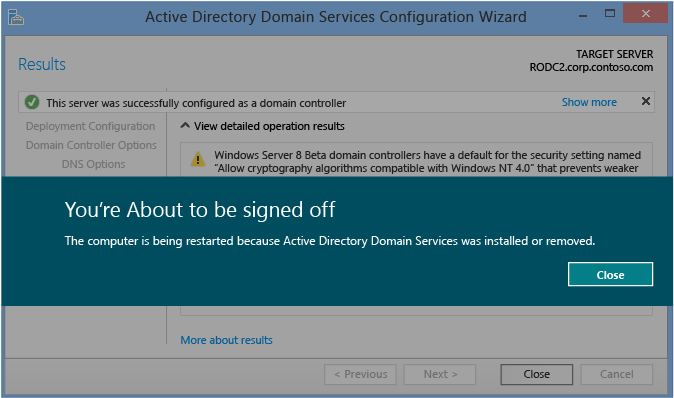 Active Directory Domain Services Configuration Wizard
Results
TARGET SERVER
RODC2.corp.contoso.com
This server was successfully configured as a domain controller
Show more
Deployment Configuration
Domain Controller Options
DNS Options
View detailed operation results
Windows Server 8 Beta domain controllers have a default for the security setting named
“Allow cryptography algorithms compatible with Windows NT 4.0” that prevents weaker
You’re About to be signed off
The computer is being restarted because Active Directory Domain Services was installed or removed.
Close
More about results
< Previous
Next >
Close
Cancel